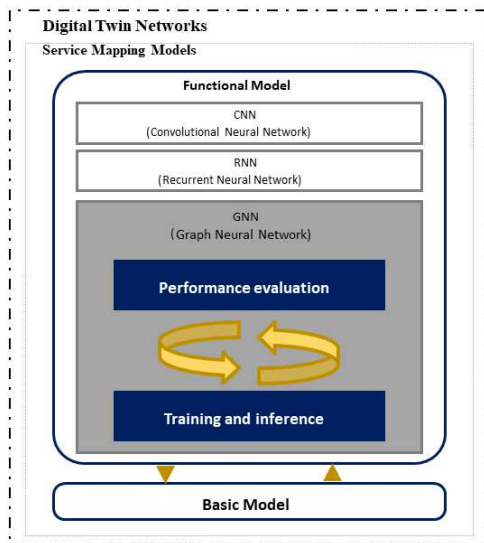 Digital Twin Networks
Service Mapping Models
Functional Model
CNN
(Convolutional Neural Network)
RNN
(Recurrent Neural Network)
GNN
(Graph Neural Network)
Performance evaluation
Training and inference
Basic Model